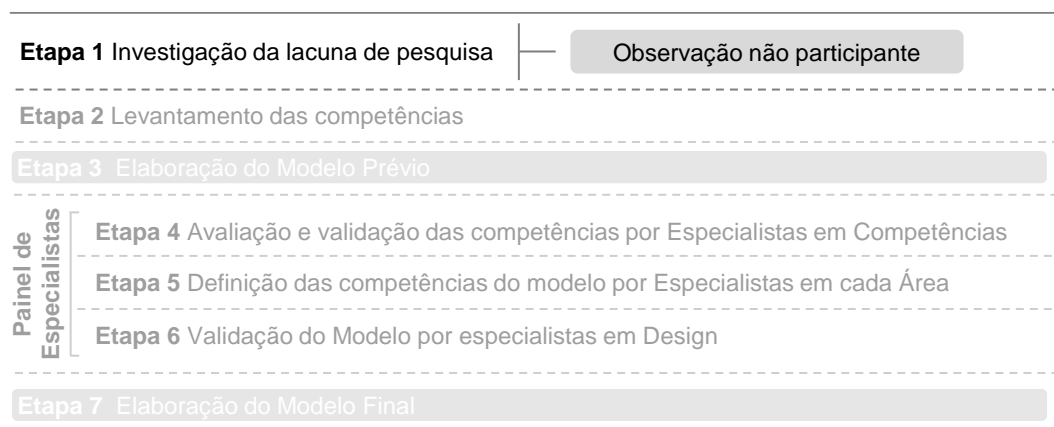 Etapa 1 Investigação da lacuna de pesquisa
Observação não participante
Etapa 2 Levantamento das competências
Etapa 3 Elaboração do Modelo Prévio
Painel de
Especialistas
Etapa 4 Avaliação e validação das competências por Especialistas em Competências
Etapa 5 Definição das competências do modelo por Especialistas em cada Área
Etapa 6 Validação do Modelo por especialistas em Design
Etapa 7 Elaboração do Modelo Final